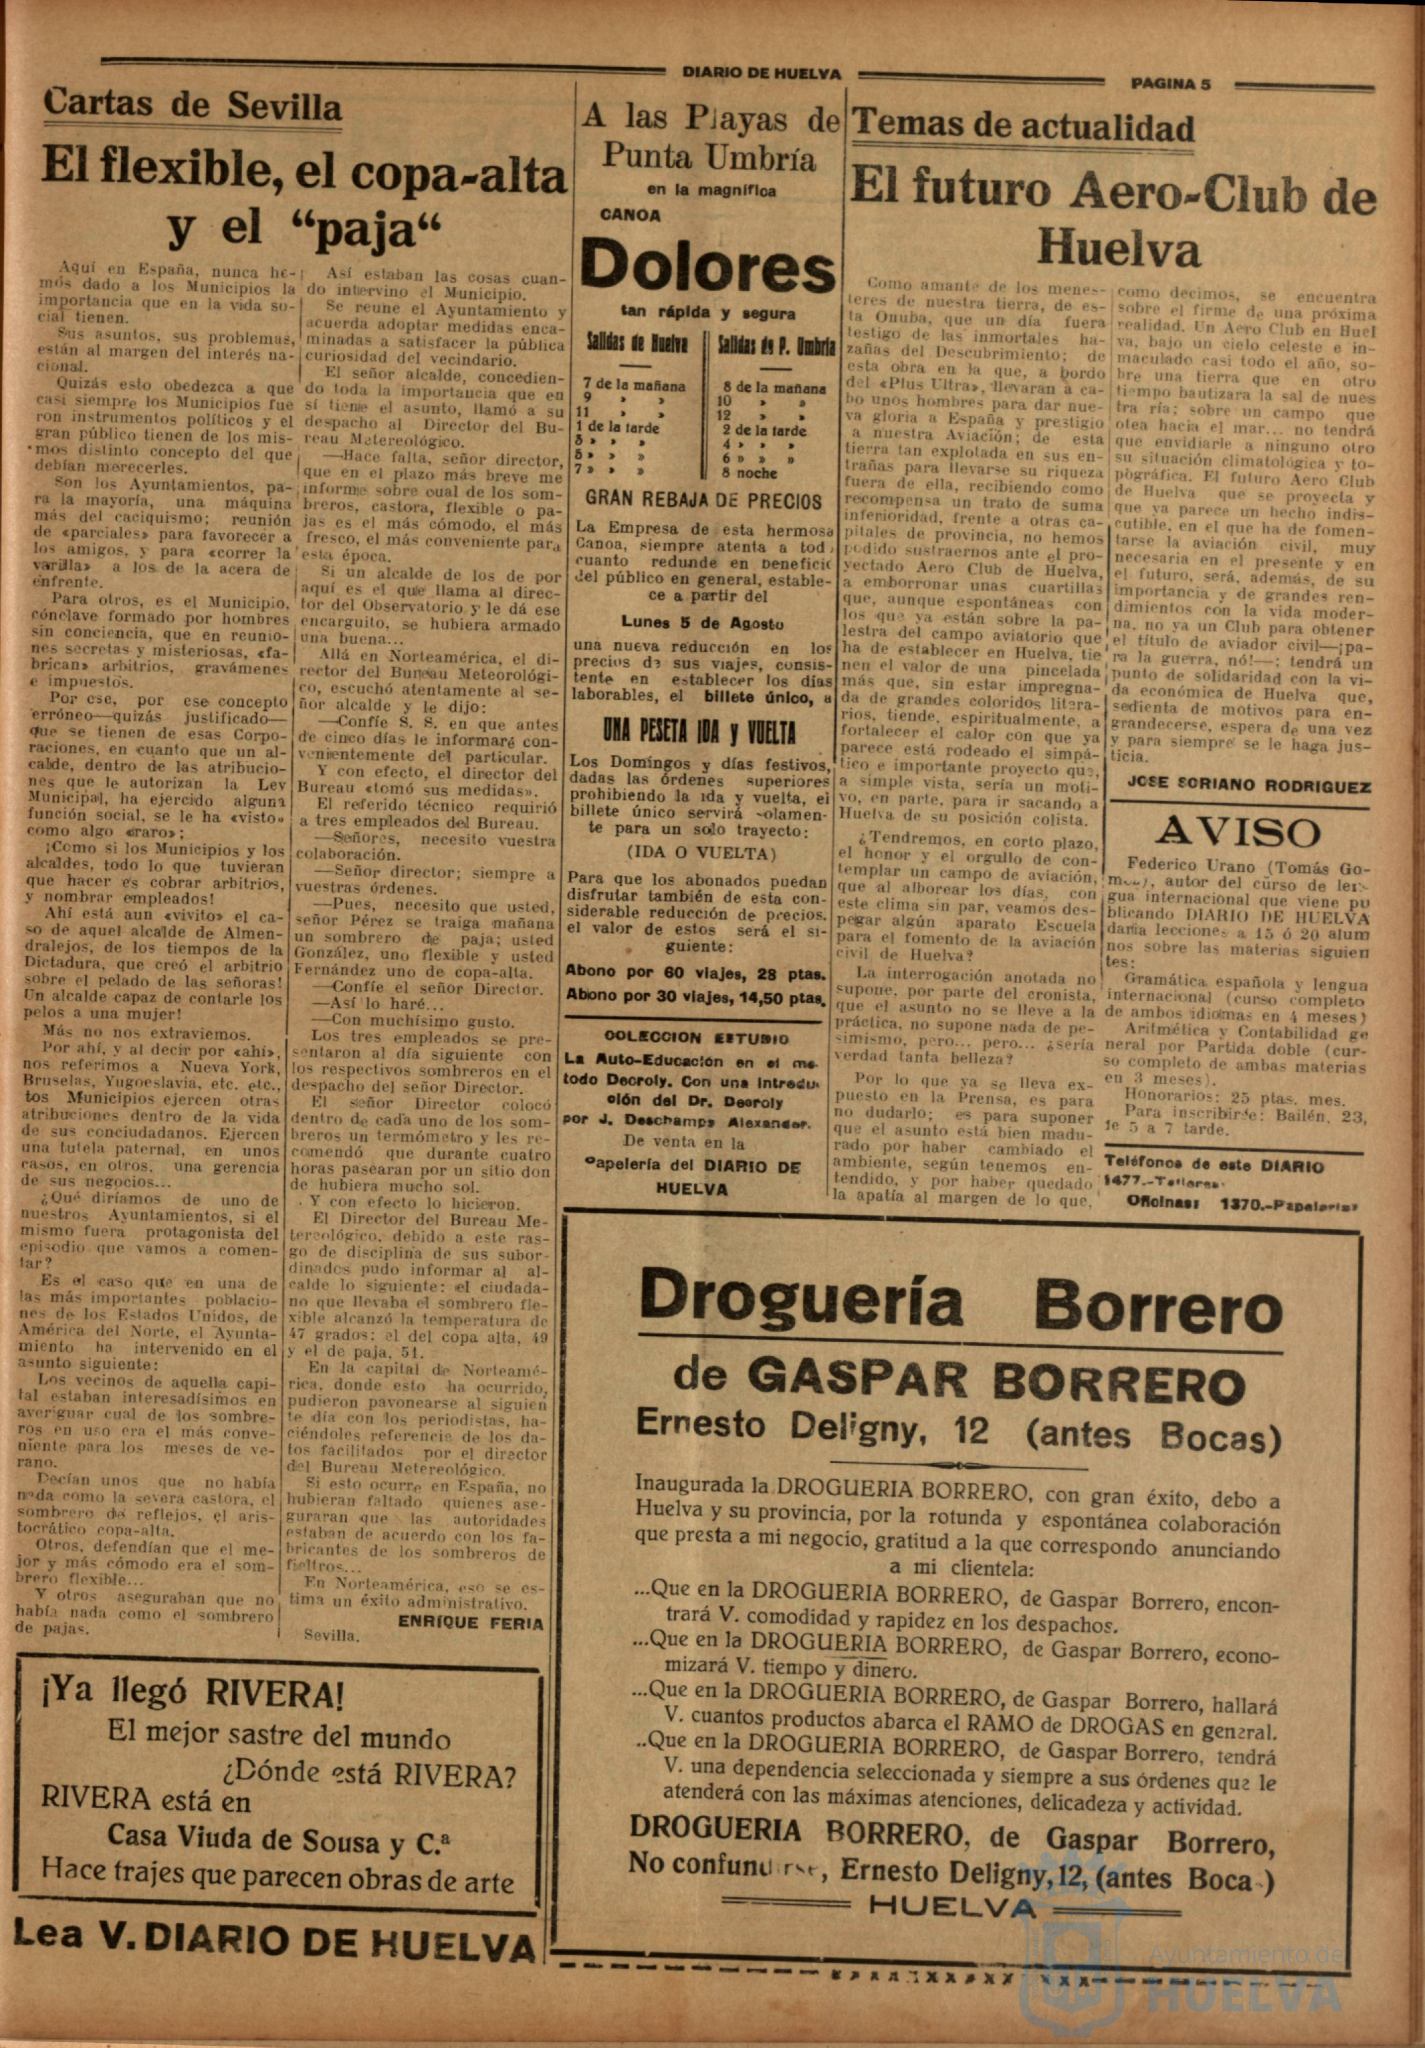 DIARIO DE HUELVA
PAGINA 5
Cartas de Sevilla
El flexible, el copa-alta
y el “paja“
Aquí en España, nunca he-
mos dado a los Municipios la
importancia que en la vida so-
cial tienen.
Sus asuntos, sus problemas,
están al margen del interés na-
cional.
Quizás esto obedezca a que
casi siempre los Municipios fue
ron instrumentos políticos y el
gran público tienen de los mis-
mos distinto concepto del que
debían merecerles.
Son los Ayuntamientos, pa-
ra la mayoría, una máquina
más del caciquismo; reunión
de «parciales» para favorecer a
los amigos, y para «correr la
varilla» a los de la acera de
enfrente.
Para otros, es el Municipio,
cónclave formado por hombres
sin conciencia, que en reunio-
nes secretas y misteriosas, «fa-
brican» arbitrios, gravámenes
e impuestos.
Por ese, por ese concepto
erróneo—quizás justificado—
que se tienen de esas Corpo-
raciones, en cuanto que un al-
calde, dentro de las atribucio-
nes que le autorizan la Ley
Municipal, ha ejercido alguna
función social, se le ha «visto»
como algo «raro»;
¡Como si los Municipios y los
alcaldes, todo lo que tuvieran
que hacer es cobrar arbitrios,
y nombrar empleados!
Ahí está aun «vivito» el ca-
so de aquel alcalde de Almen-
dralejos, de los tiempos de la
Dictadura, que creó el arbitrio
sobre el pelado de las señoras!
Un alcalde capaz de contarle los
pelos a una mujer!
Más no nos extraviemos.
Por ahí, y al decir por «ahí»,
nos referimos a Nueva York,
Bruselas, Yugoeslavia, etc. etc.,
los Municipios ejercen otras
atribuciones dentro de la vida
de sus conciudadanos. Ejercen
una tutela paternal, en unos
casos, en otros, una gerencia
de sus negocios...
¿Qué diríamos de uno de
nuestros Ayuntamientos, si el
mismo fuera protagonista del
episodio que vamos a comen-
tar?
Es el caso que en una de
las más importantes poblacio-
nes de los Estados Unidos, de
América del Norte, el Ayunta-
miento ha intervenido en el
asunto siguiente:
Los vecinos de aquella capi-
tal estaban interesadísimos en
averiguar cual de los sombre-
ros en uso era el más conve-
niente para los meses de ve-
rano.
Decían unos que no había
nada como la severa castora, el
sombrero de reflejos, el aris-
tocrático copa-alta.
Otros, defendían que el me-
jor y más cómodo era el som-
brero flexible...
Y otros aseguraban que no
había nada como el sombrero
de pajas.
Así estaban las cosas cuan-
do intervino el Municipio.
Se reune el Ayuntamiento y
acuerda adoptar medidas enca-
minadas a satisfacer la pública
curiosidad del vecindario.
El señor alcalde, concedien-
do toda la importancia que en
sí tiene el asunto, llamó a su
despacho al Director del Bu-
reau Metereológico.
—Hace falta, señor director,
que en el plazo más breve me
informe sobre cual de los som-
breros, castora, flexible o pa-
jas es el más cómodo, el más
fresco, el más conveniente para
esta época.
Si un alcalde de los de por
aquí es el que llama al direc-
tor del Observatorio y le dá ese
encarguito, se hubiera armado
una buena...
Allá en Norteamérica, el di-
rector del Bureau Meteorológi-
co, escuchó atentamente al se-
ñor alcalde y le dijo:
—Confíe S. S. en que antes
de cinco días le informaré con-
venientemente del particular.
Y con efecto, el director del
Bureau «tomó sus medidas».
El referido técnico requirió
a tres empleados del Bureau.
—Señores, necesito vuestra
colaboración.
—Señor director; siempre a
vuestras órdenes.
—Pues, necesito que usted,
señor Pérez se traiga mañana
un sombrero de paja; usted
González, uno flexible y usted
Fernández uno de copa-alta.
—Confíe el señor Director.
—Así lo haré...
—Con muchísimo gusto.
Los tres empleados se pre-
sentaron al día siguiente con
los respectivos sombreros en el
despacho del señor Director.
El señor Director colocó
dentro de cada uno de los som-
breros un termómetro y les re-
comendó que durante cuatro
horas pasearan por un sitio don
de hubiera mucho sol.
Y con efecto lo hicieron.
El Director del Bureau Me-
tereológico, debido a este ras-
go de disciplina de sus subor-
dinados pudo informar al al-
calde lo siguiente: el ciudada-
no que llevaba el sombrero fle-
xible alcanzó la temperatura de
47 grados; el del copa alta, 49
y el de paja, 51.
En la capital de Norteamé-
rica, donde esto ha ocurrido,
pudieron pavonearse al siguien
te día con los periodistas, ha-
ciéndoles referencia de los da-
tos facilitados por el director
del Bureau Metereológico.
Si esto ocurre en España, no
hubieran faltado quienes ase-
guraran que las autoridades
estaban de acuerdo con los fa-
bricantes de los sombreros de
fieltros...
En Norteamérica, eso se es-
tima un éxito administrativo.
ENRIQUE FERIA
Sevilla.
¡Ya llegó RIVERA!
El mejor sastre del mundo
¿Dónde está RIVERA?
RIVERA está en
Casa Viuda de Sousa y C.ª
Hace trajes que parecen obras de arte
Lea V. DIARIO DE HUELVA
A las Playas de
Punta Umbría
en la magnífica
CANOA
Dolores
tan rápida y segura
Salidas de Huelva
7 de la mañana
9 » »
11 » »
1 de la tarde
3 » »
5 » »
7 » »
Salidas de P. Umbría
8 de la mañana
10 » »
12 » »
2 de la tarde
4 » »
6 » »
8 noche
GRAN REBAJA DE PRECIOS
La Empresa de esta hermosa
Canoa, siempre atenta a tod.
cuanto redunde en beneficio
del público en general, estable-
ce a partir del
Lunes 5 de Agosto
una nueva reducción en los
precios de sus viajes, consis-
tente en establecer los días
laborables, el billete único, a
UNA PESETA IDA y VUELTA
Los Domingos y días festivos,
dadas las órdenes superiores
prohibiendo la ida y vuelta, el
billete único servirá solamen-
te para un solo trayecto:
(IDA O VUELTA)
Para que los abonados puedan
disfrutar también de esta con-
siderable reducción de precios,
el valor de estos será el si-
guiente:
Abono por 60 viajes, 28 ptas.
Abono por 30 viajes, 14,50 ptas.
COLECCION ESTUDIO
La Auto-Educación en el me-
todo Decroly. Con una introdu-
ción del Dr. Decroly
por J. Deschamps Alexander.
De venta en la
Papelería del DIARIO DE
HUELVA
Temas de actualidad
El futuro Aero-Club de
Huelva
Como amante de los menes-
teres de nuestra tierra, de es-
ta Onuba, que un día fuera
testigo de las inmortales ha-
zañas del Descubrimiento; de
esta obra en la que, a bordo
del «Plus Ultra», llevaran a ca-
bo unos hombres para dar nue-
va gloria a España y prestigio
a nuestra Aviación; de esta
tierra tan explotada en sus en-
trañas para llevarse su riqueza
fuera de ella, recibiendo como
recompensa un trato de suma
inferioridad, frente a otras ca-
pitales de provincia, no hemos
podido sustraernos ante el pro-
yectado Aero Club de Huelva,
a emborronar unas cuartillas
que, aunque espontáneas con
los que ya están sobre la pa-
lestra del campo aviatorio que
ha de establecer en Huelva, tie
nen el valor de una pincelada
más que, sin estar impregna-
da de grandes coloridos litera-
rios, tiende, espiritualmente, a
fortalecer el calor con que ya
parece está rodeado el simpá-
tico e importante proyecto que,
a simple vista, sería un moti-
vo, en parte, para ir sacando a
Huelva de su posición colista.
¿Tendremos, en corto plazo,
el honor y el orgullo de con-
templar un campo de aviación,
que al alborear los días, con
este clima sin par, veamos des-
pegar algún aparato Escuela
para el fomento de la aviación
civil de Huelva?
La interrogación anotada no
supone, por parte del cronista,
que el asunto no se lleve a la
práctica, no supone nada de pe-
simismo, pero... pero... ¿sería
verdad tanta belleza?
Por lo que ya se lleva ex-
puesto en la Prensa, es para
no dudarlo; es para suponer
que el asunto está bien madu-
rado por haber cambiado el
ambiente, según tenemos en-
tendido, y por haber quedado
la apatía al margen de lo que,
como decimos, se encuentra
sobre el firme de una próxima
realidad. Un Aero Club en Huel
va, bajo un cielo celeste e in-
maculado casi todo el año, so-
bre una tierra que en otro
tiempo bautizara la sal de nues
tra ría; sobre un campo que
otea hacia el mar... no tendrá
que envidiarle a ninguno otro
su situación climatológica y to-
pográfica. El futuro Aero Club
de Huelva que se proyecta y
que ya parece un hecho indis-
cutible, en el que ha de fomen-
tarse la aviación civil, muy
necesaria en el presente y en
el futuro, será, además, de su
importancia y de grandes ren-
dimientos con la vida moder-
na, no ya un Club para obtener
el título de aviador civil—¡pa-
ra la guerra, nó!—; tendrá un
punto de solidaridad con la vi-
da económica de Huelva que,
sedienta de motivos para en-
grandecerse, espera de una vez
y para siempre se le haga jus-
ticia.
JOSE SORIANO RODRIGUEZ
AVISO
Federico Urano (Tomás Go-
mez), autor del curso de len-
gua internacional que viene pu
blicando DIARIO DE HUELVA
daría lecciones a 15 ó 20 alum
nos sobre las materias siguien
tes:
Gramática española y lengua
internacional (curso completo
de ambos idiomas en 4 meses)
Aritmética y Contabilidad ge
neral por Partida doble (cur-
so completo de ambas materias
en 3 meses).
Honorarios: 25 ptas. mes.
Para inscribirse: Bailén, 23,
de 5 a 7 tarde.
Teléfonos de este DIARIO
1477.-Talleres.
Oficinas: 1370.-Papelería:
Droguería Borrero
de GASPAR BORRERO
Ernesto Deligny, 12 (antes Bocas)
Inaugurada la DROGUERIA BORRERO, con gran éxito, debo a
Huelva y su provincia, por la rotunda y espontánea colaboración
que presta a mi negocio, gratitud a la que correspondo anunciando
a mi clientela:
...Que en la DROGUERIA BORRERO, de Gaspar Borrero, encon-
trará V. comodidad y rapidez en los despachos.
...Que en la DROGUERIA BORRERO, de Gaspar Borrero, econo-
mizará V. tiempo y dinero.
...Que en la DROGUERIA BORRERO, de Gaspar Borrero, hallará
V. cuantos productos abarca el RAMO de DROGAS en general.
..Que en la DROGUERIA BORRERO, de Gaspar Borrero, tendrá
V. una dependencia seleccionada y siempre a sus órdenes que le
atenderá con las máximas atenciones, delicadeza y actividad.
DROGUERIA BORRERO, de Gaspar Borrero,
No confundirse, Ernesto Deligny, 12, (antes Bocas)
HUELVA
Ayuntamiento de
HUELVA